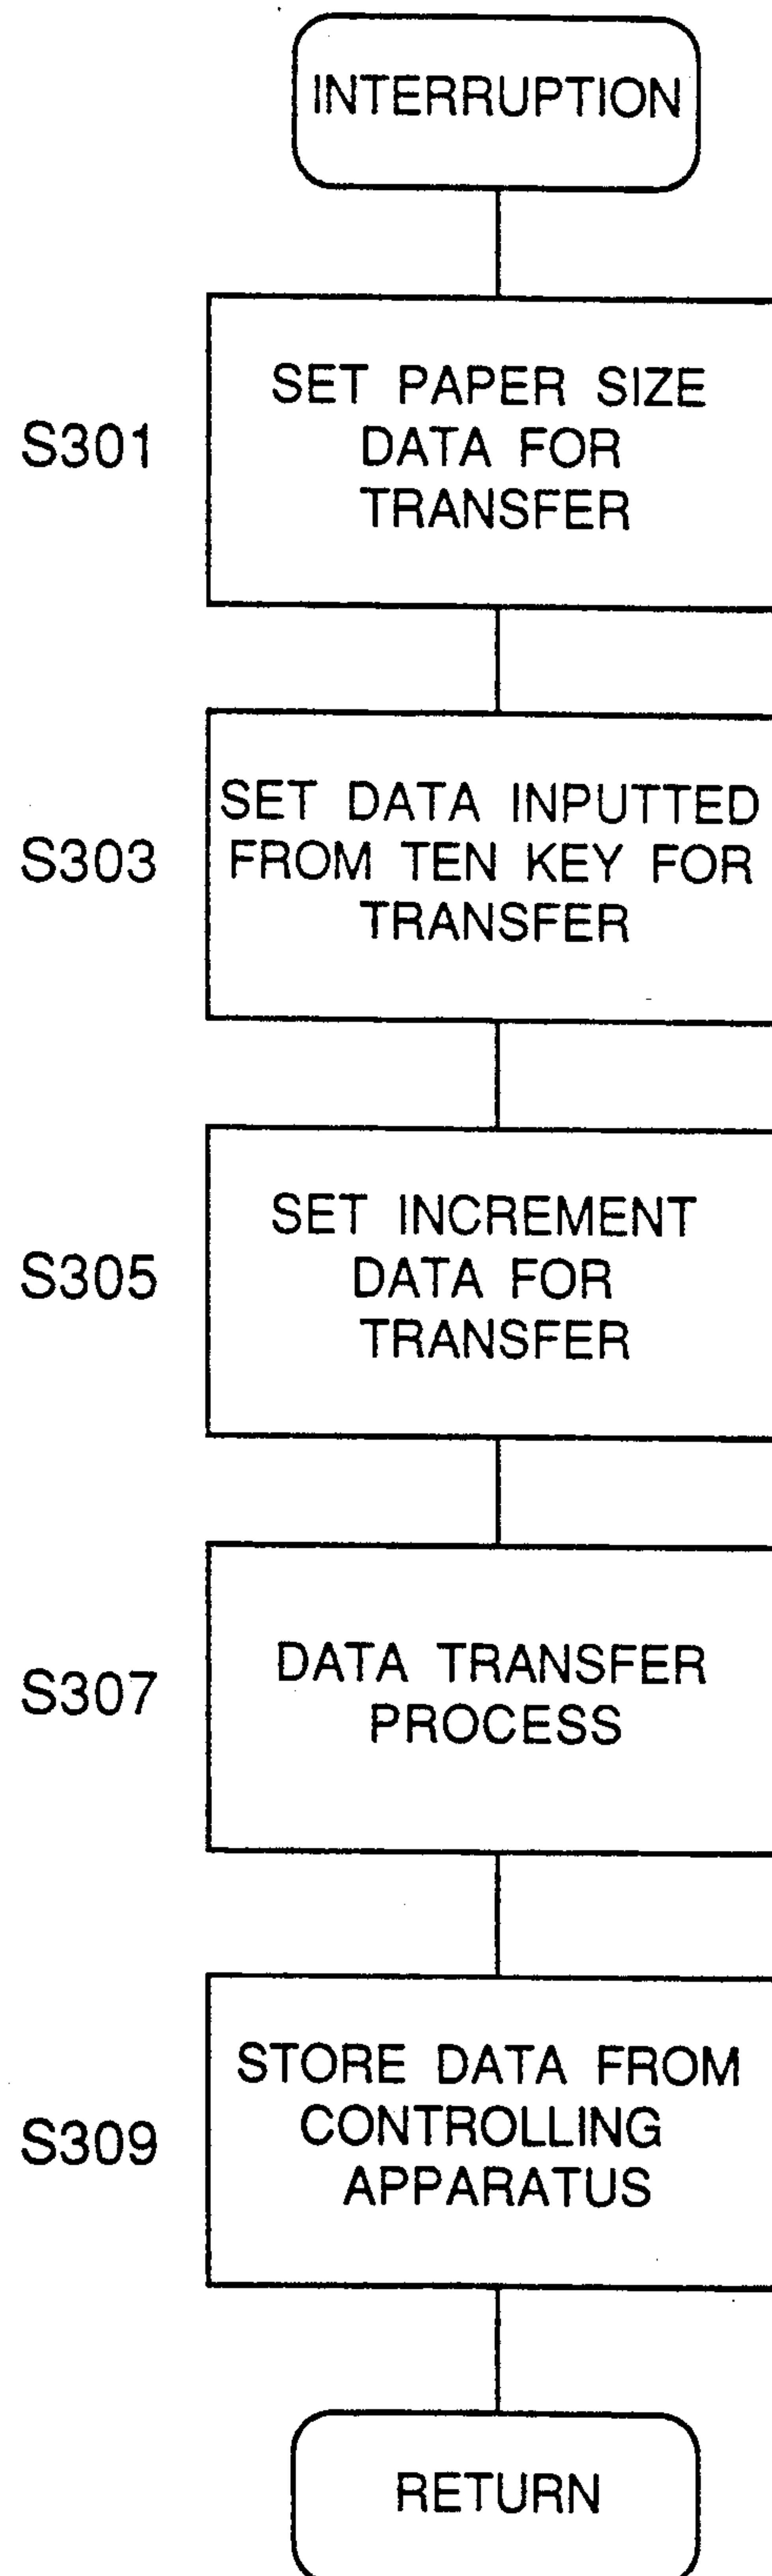 INTERRUPTION
SET PAPER SIZE
S301
DATA FOR
TRANSFER
SET DATA INPUTTED
S303
FROM TEN KEY FOR
TRANSFER
SET INCREMENT
S305
DATA FOR
TRANSFER
S307
DATA TRANSFER
PROCESS
STORE DATA FROM
S309
CONTROLLING
APPARATUS
RETURN